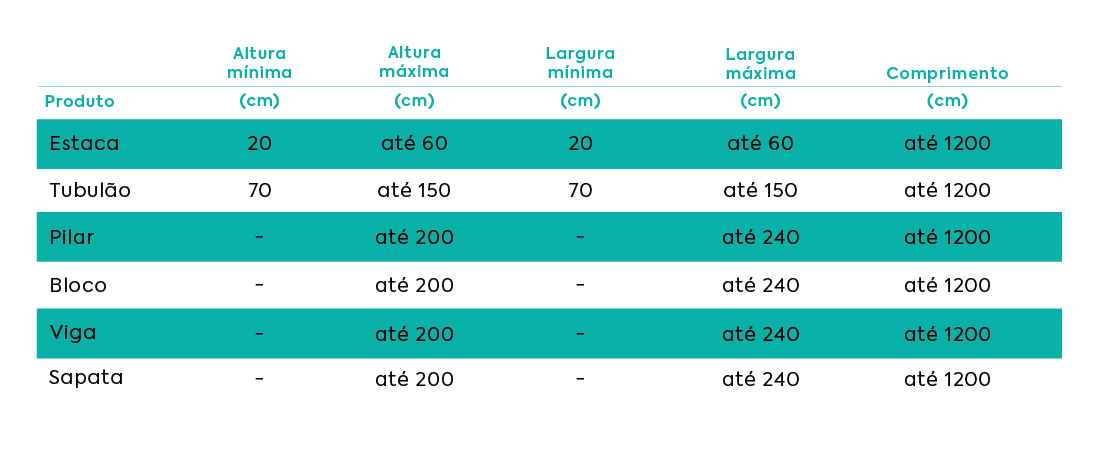 Altura Altura Largura Largura
mínima máxima mínima máxima Comprimento
Produto (cm) (cm) (cm) (cm) (cm)
Estaca 20 até 60 20 até 60 até 1200
Tubulão 70 até 150 70 até 150 até 1200
Pilar - até 200 - até 240 até 1200
Bloco - até 200 - até 240 até 1200
Viga - até 200 - até 240 até 1200
Sapata - até 200 - até 240 até 1200